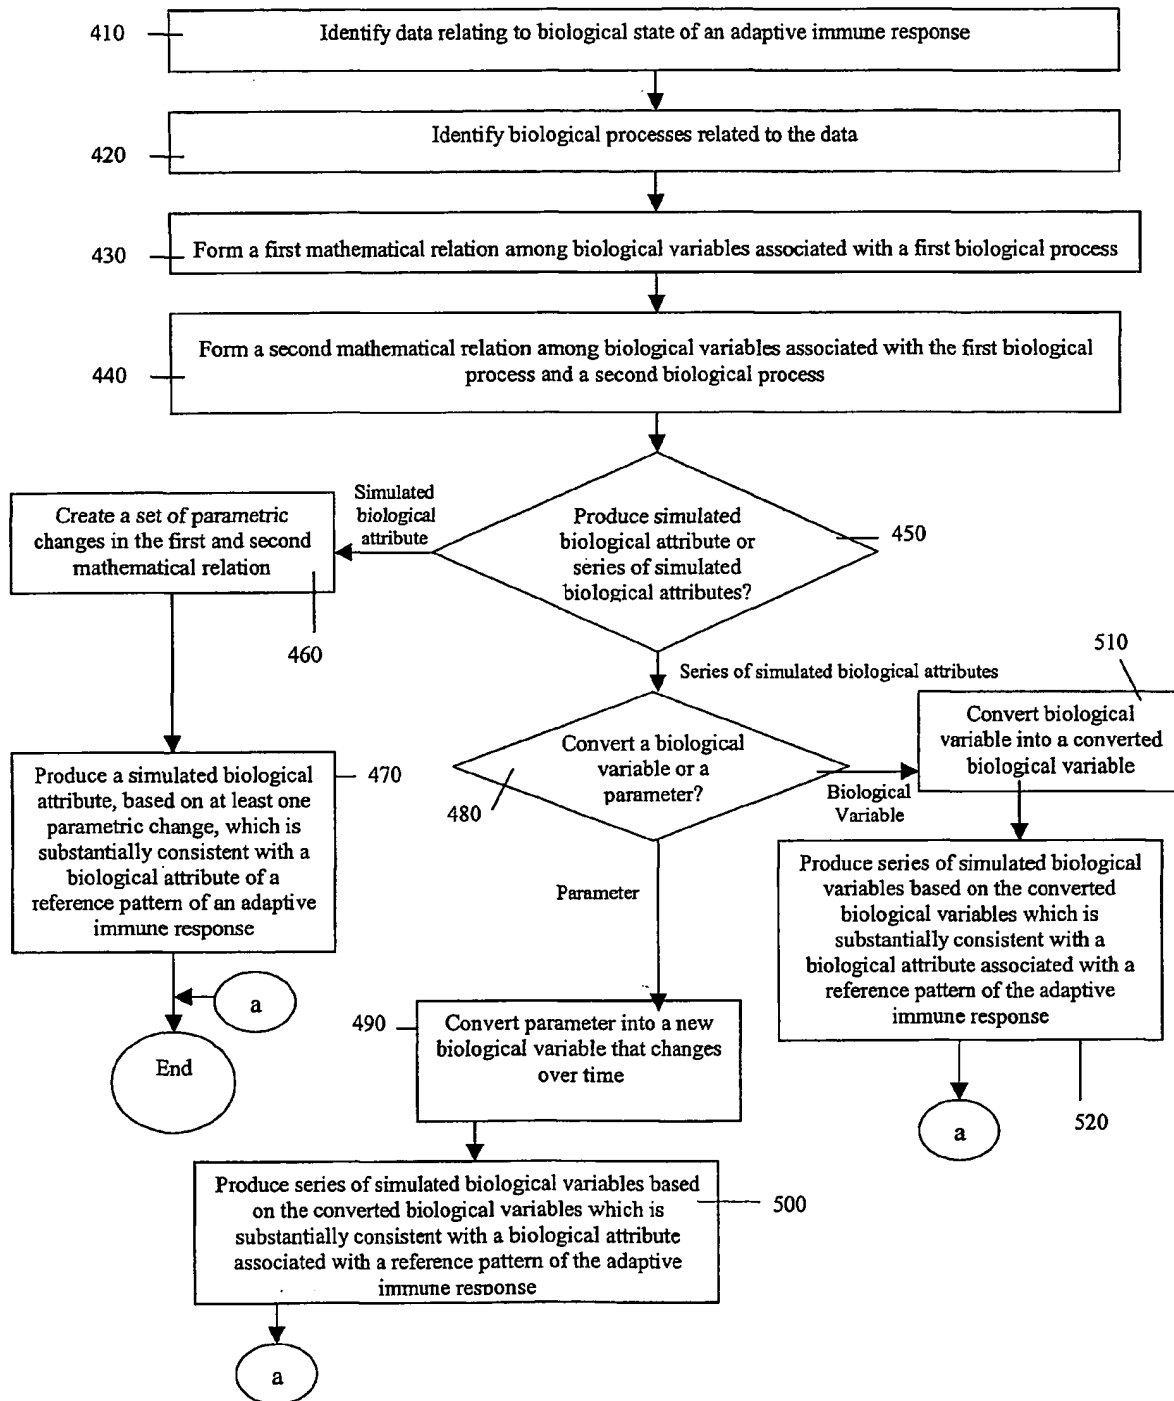 410
Identify data relating to biological state of an adaptive immune response
420
Identify biological processes related to the data
430
Form a first mathematical relation among biological variables associated with a first biological process
Form a second mathematical relation among biological variables associated with the first biological
process and a second biological process
440
Simulated
biological
attribute
Create a set of parametric
changes in the first and second
mathematical relation
460
Produce simulated
biological attribute or
series of simulated
biological attributes?
450
Series of simulated biological attributes
510
Convert biological
variable into a converted
biological variable
Convert a biological
variable or a
parameter?
480
Biological
Variable
Produce a simulated biological
attribute, based on at least one
parametric change, which is
substantially consistent with a
biological attribute of a
reference pattern of an adaptive
immune response
470
Parameter
Produce series of simulated biological
variables based on the converted
biological variables which is
substantially consistent with a
biological attribute associated with a
reference pattern of the adaptive
immune response
520
a
a
End
490
Convert parameter into a new
biological variable that changes
over time
Produce series of simulated biological variables based
on the converted biological variables which is
substantially consistent with a biological attribute
associated with a reference pattern of the adaptive
immune response
500
a